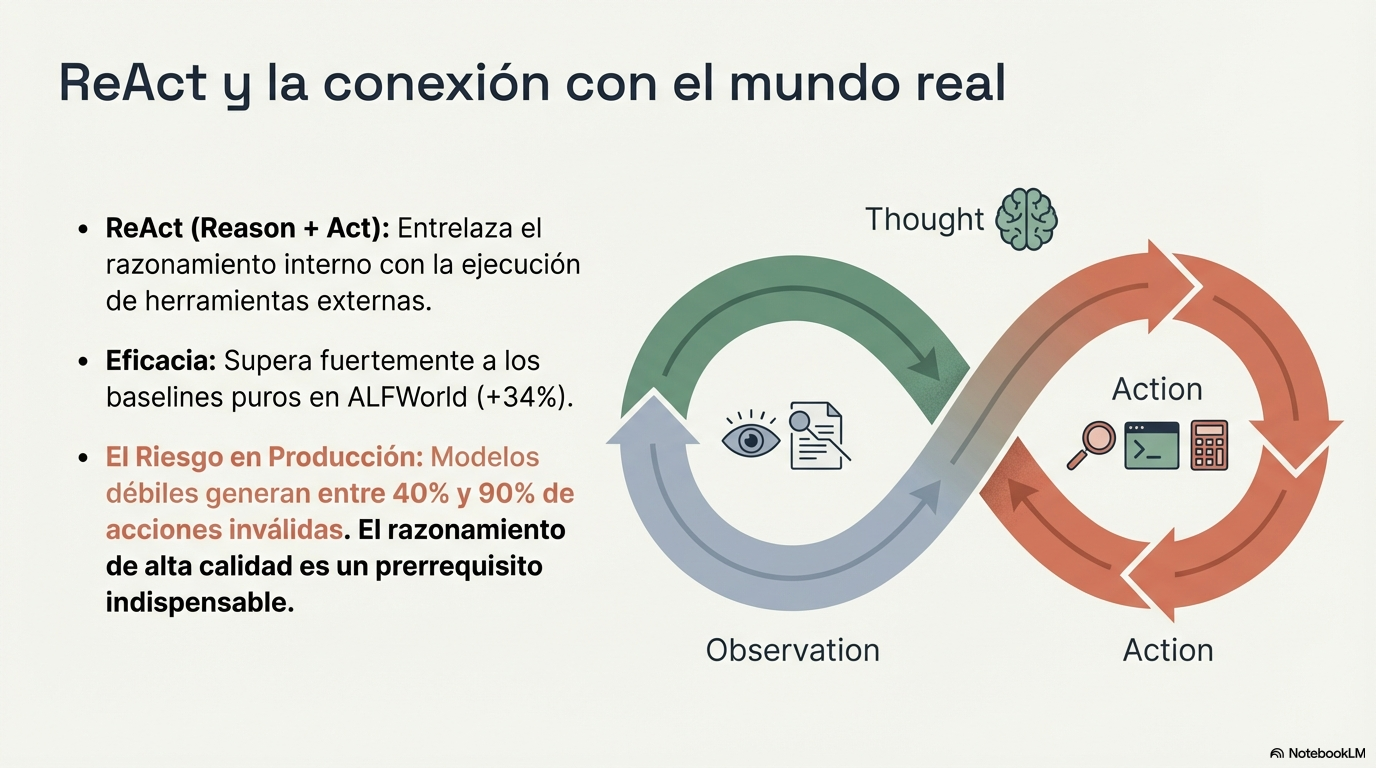 ReAct y la conexión con el mundo real
• ReAct (Reason + Act): Entrelaza el
razonamiento interno con la ejecución
de herramientas externas.
• Eficacia: Supera fuertemente a los
baselines puros en ALFWorld (+34%).
• El Riesgo en Producción: Modelos
débiles generan entre 40% y 90% de
acciones inválidas. El razonamiento
de alta calidad es un prerrequisito
indispensable.
Thought
Action
Observation
Action
NotebookLM